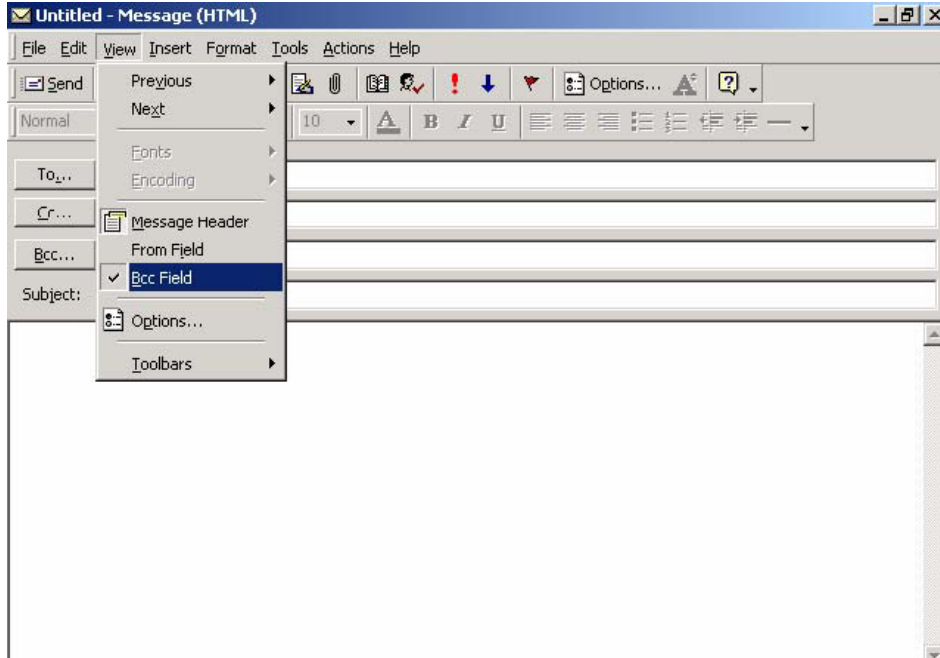 Untitled - Message (HTML)
File Edit View Insert Format Tools Actions Help
Send Previous Options...
Next
Normal 10 A B I U
Fonts
To... Encoding
Cr... Message Header
From Field
Bcc... Bcc Field
Subject:
Options...
Toolbars